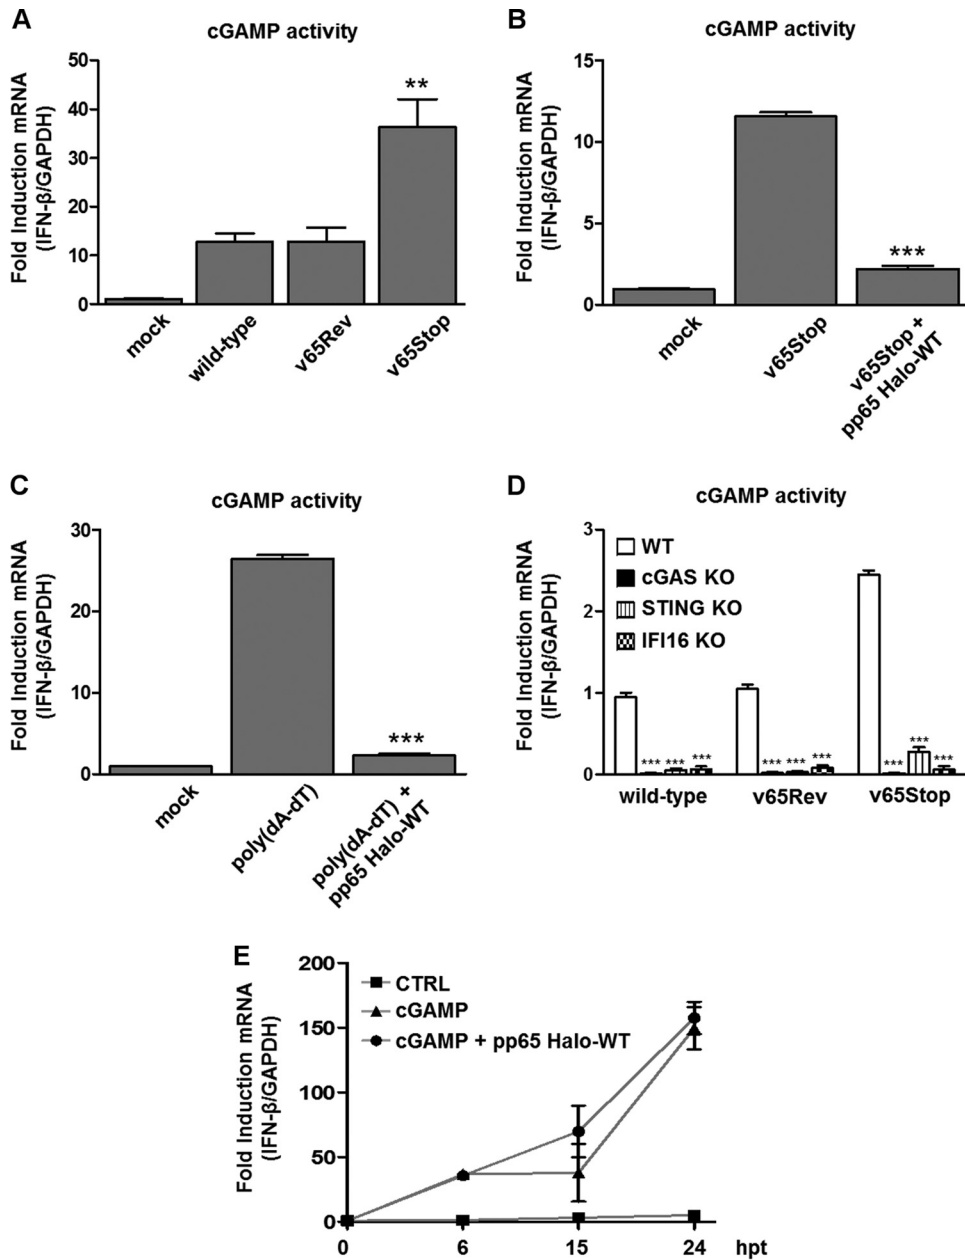 A
cGAMP activity
Fold Induction mRNA
(IFN-β/GAPDH)
50
40
30
20
10
0
**
mock
wild-type
v65Rev
v65Stop
B
cGAMP activity
Fold Induction mRNA
(IFN-β/GAPDH)
15
10
5
0
***
mock
v65Stop
v65Stop +
pp65 Halo-WT
C
cGAMP activity
Fold Induction mRNA
(IFN-β/GAPDH)
30
20
10
0
***
mock
poly(dA-dT)
poly(dA-dT) +
pp65 Halo-WT
D
cGAMP activity
Fold Induction mRNA
(IFN-β/GAPDH)
3
2
1
0
WT
cGAS KO
STING KO
IFI16 KO
*** *** ***
*** *** ***
*** *** ***
wild-type v65Rev v65Stop
E
Fold Induction mRNA
(IFN-β/GAPDH)
200
150
100
50
0
CTRL
cGAMP
cGAMP + pp65 Halo-WT
0 6 15 24 hpt